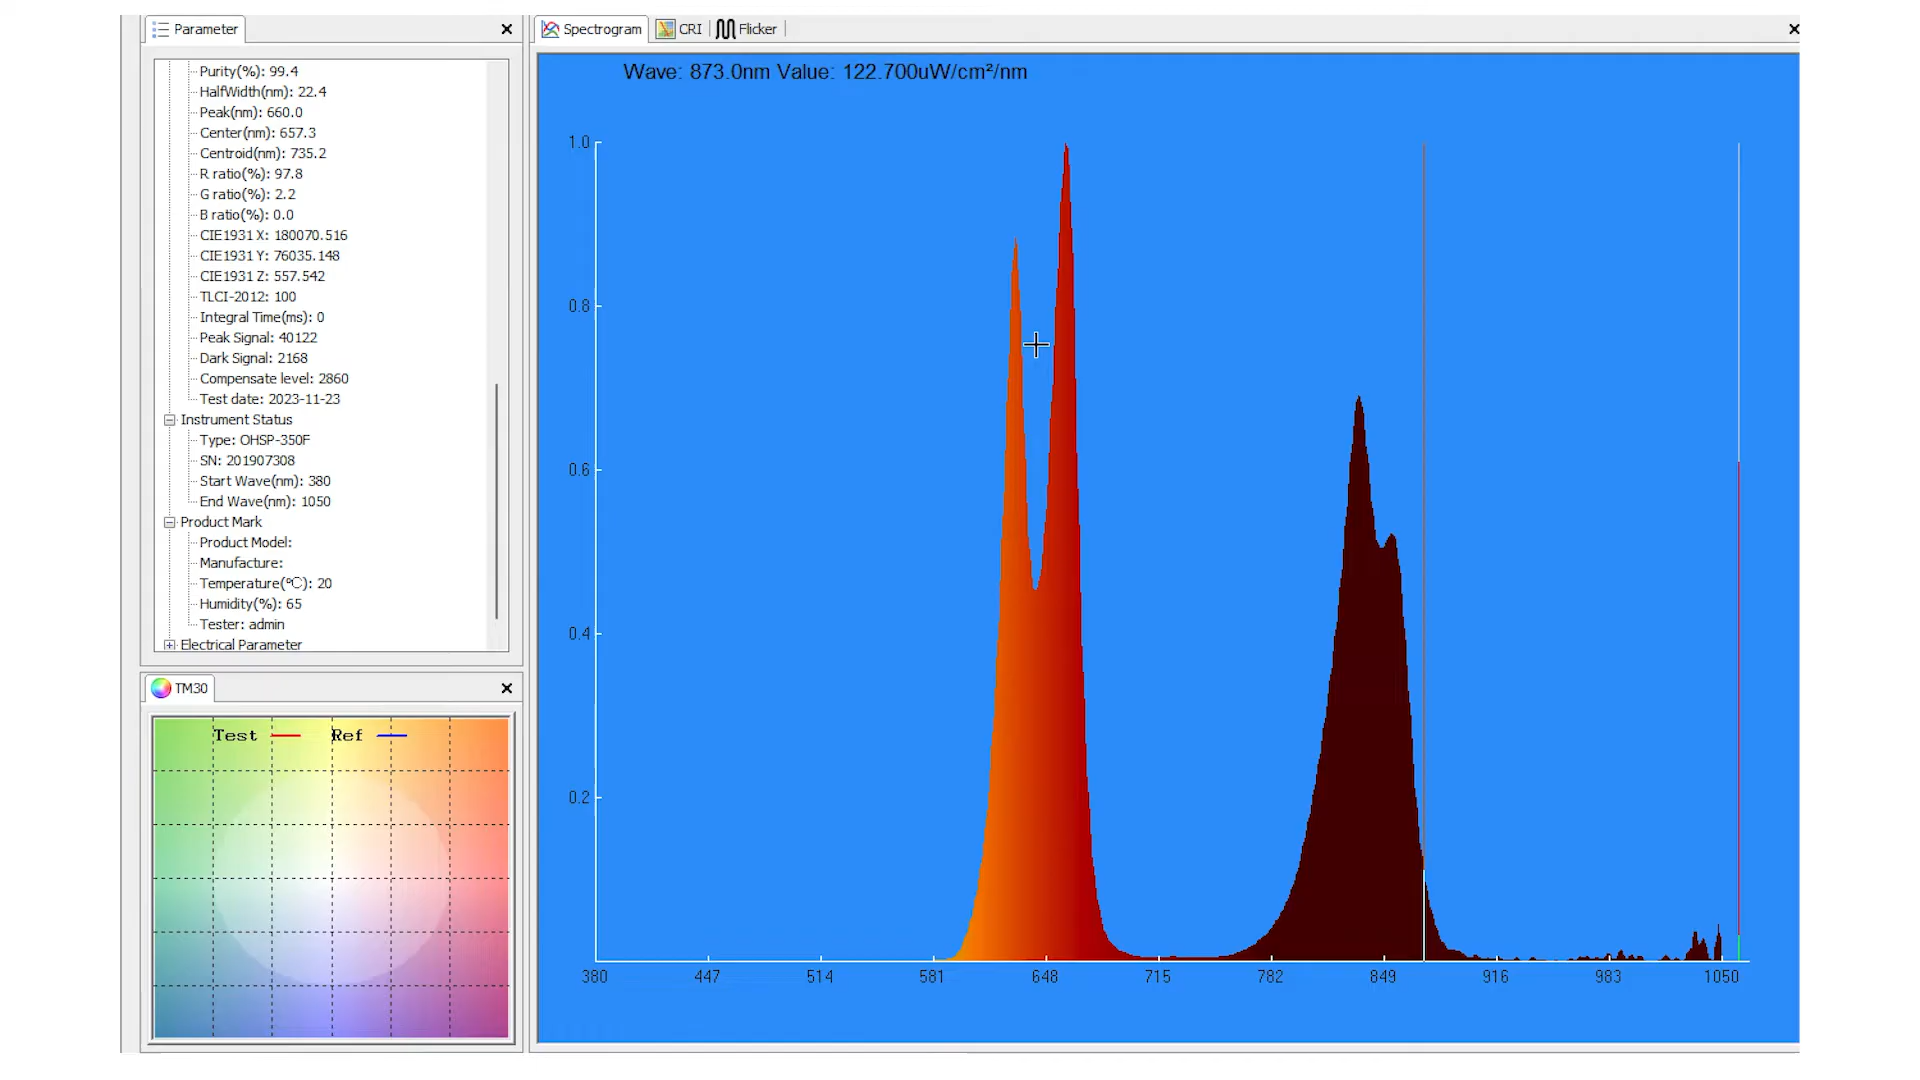 Parameter
Purity(%): 99.4
HalfWidth(nm): 22.4
Peak(nm): 660.0
Center(nm): 657.3
Centroid(nm): 735.2
R ratio(%): 97.8
G ratio(%): 2.2
B ratio(%): 0.0
CIE1931 X: 180070.516
CIE1931 Y: 76035.148
CIE1931 Z: 557.542
TLCI-2012: 100
Integral Time(ms): 0
Peak Signal: 40122
Dark Signal: 2168
Compensate level: 2860
Test date: 2023-11-23
Instrument Status
Type: OHSP-350F
SN: 201907308
Start Wave(nm): 380
End Wave(nm): 1050
Product Mark
Product Model:
Manufacture:
Temperature(℃): 20
Humidity(%): 65
Tester: admin
Electrical Parameter
TM30
Test Ref
Spectrogram CRI Flicker
Wave: 873.0nm Value: 122.700uW/cm²/nm
1.0
0.8
0.6
0.4
0.2
380 447 514 581 648 715 782 849 916 983 1050